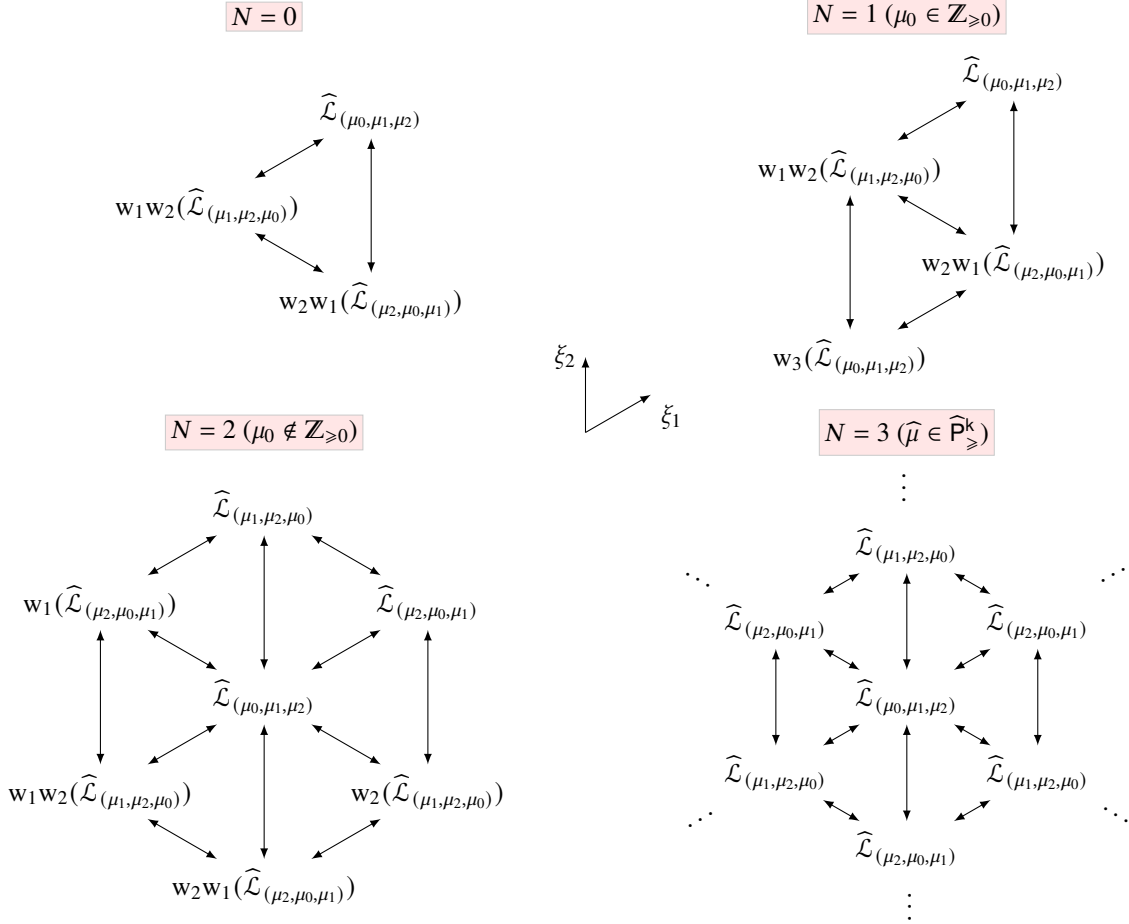 N = 0
N = 1 (μ₀ ∈ ℤ⩾₀)
ℒ̂(μ₀,μ₁,μ₂)
w₁w₂(ℒ̂(μ₁,μ₂,μ₀))
w₂w₁(ℒ̂(μ₂,μ₀,μ₁))
ℒ̂(μ₀,μ₁,μ₂)
w₁w₂(ℒ̂(μ₁,μ₂,μ₀))
w₂w₁(ℒ̂(μ₂,μ₀,μ₁))
w₃(ℒ̂(μ₀,μ₁,μ₂))
ξ₂
ξ₁
N = 2 (μ₀ ∉ ℤ⩾₀)
N = 3 (μ̂ ∈ P̂ᵏ⩾)
ℒ̂(μ₁,μ₂,μ₀)
w₁(ℒ̂(μ₂,μ₀,μ₁))
ℒ̂(μ₂,μ₀,μ₁)
ℒ̂(μ₀,μ₁,μ₂)
w₁w₂(ℒ̂(μ₁,μ₂,μ₀))
w₂(ℒ̂(μ₁,μ₂,μ₀))
w₂w₁(ℒ̂(μ₂,μ₀,μ₁))
⋮
ℒ̂(μ₁,μ₂,μ₀)
⋱
⋰
ℒ̂(μ₂,μ₀,μ₁)
ℒ̂(μ₂,μ₀,μ₁)
ℒ̂(μ₀,μ₁,μ₂)
ℒ̂(μ₁,μ₂,μ₀)
ℒ̂(μ₁,μ₂,μ₀)
⋰
⋱
ℒ̂(μ₂,μ₀,μ₁)
⋮